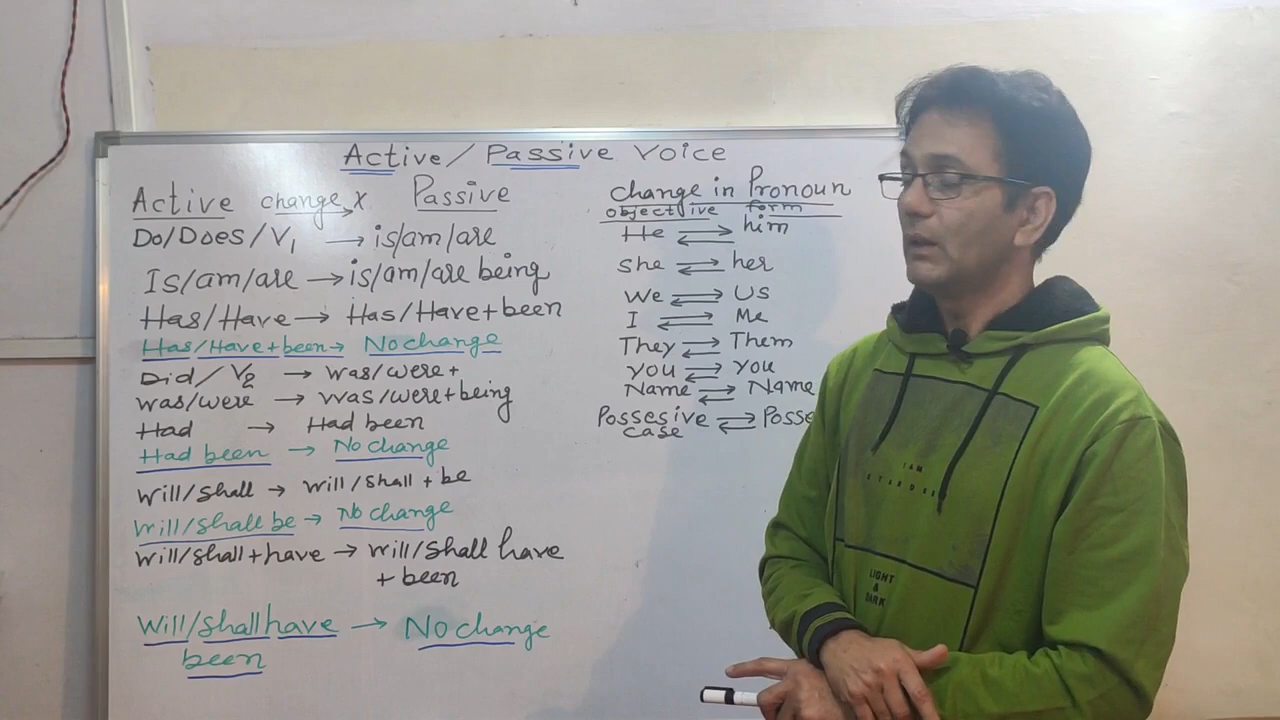 Active / Passive Voice
Active change x Passive
Do/Does/V1 → is/am/are
Is/am/are → is/am/are being
Has/Have → Has/Have + been
Has/Have + been → No change
Did / V2 → was/were +
was/were → was/were + being
Had → Had been
Had been → No change
Will/Shall → Will/Shall + be
Will/Shall be → No change
Will/Shall + have → Will/Shall have
+ been
Will/Shall have → No change
been
Change in Pronoun
objective form
He ⇄ him
She ⇄ her
We ⇄ Us
I ⇄ Me
They ⇄ Them
you ⇄ you
Name ⇄ Name
Possesive ⇄ Posse
case
I AM
LIGHT
&
DARK